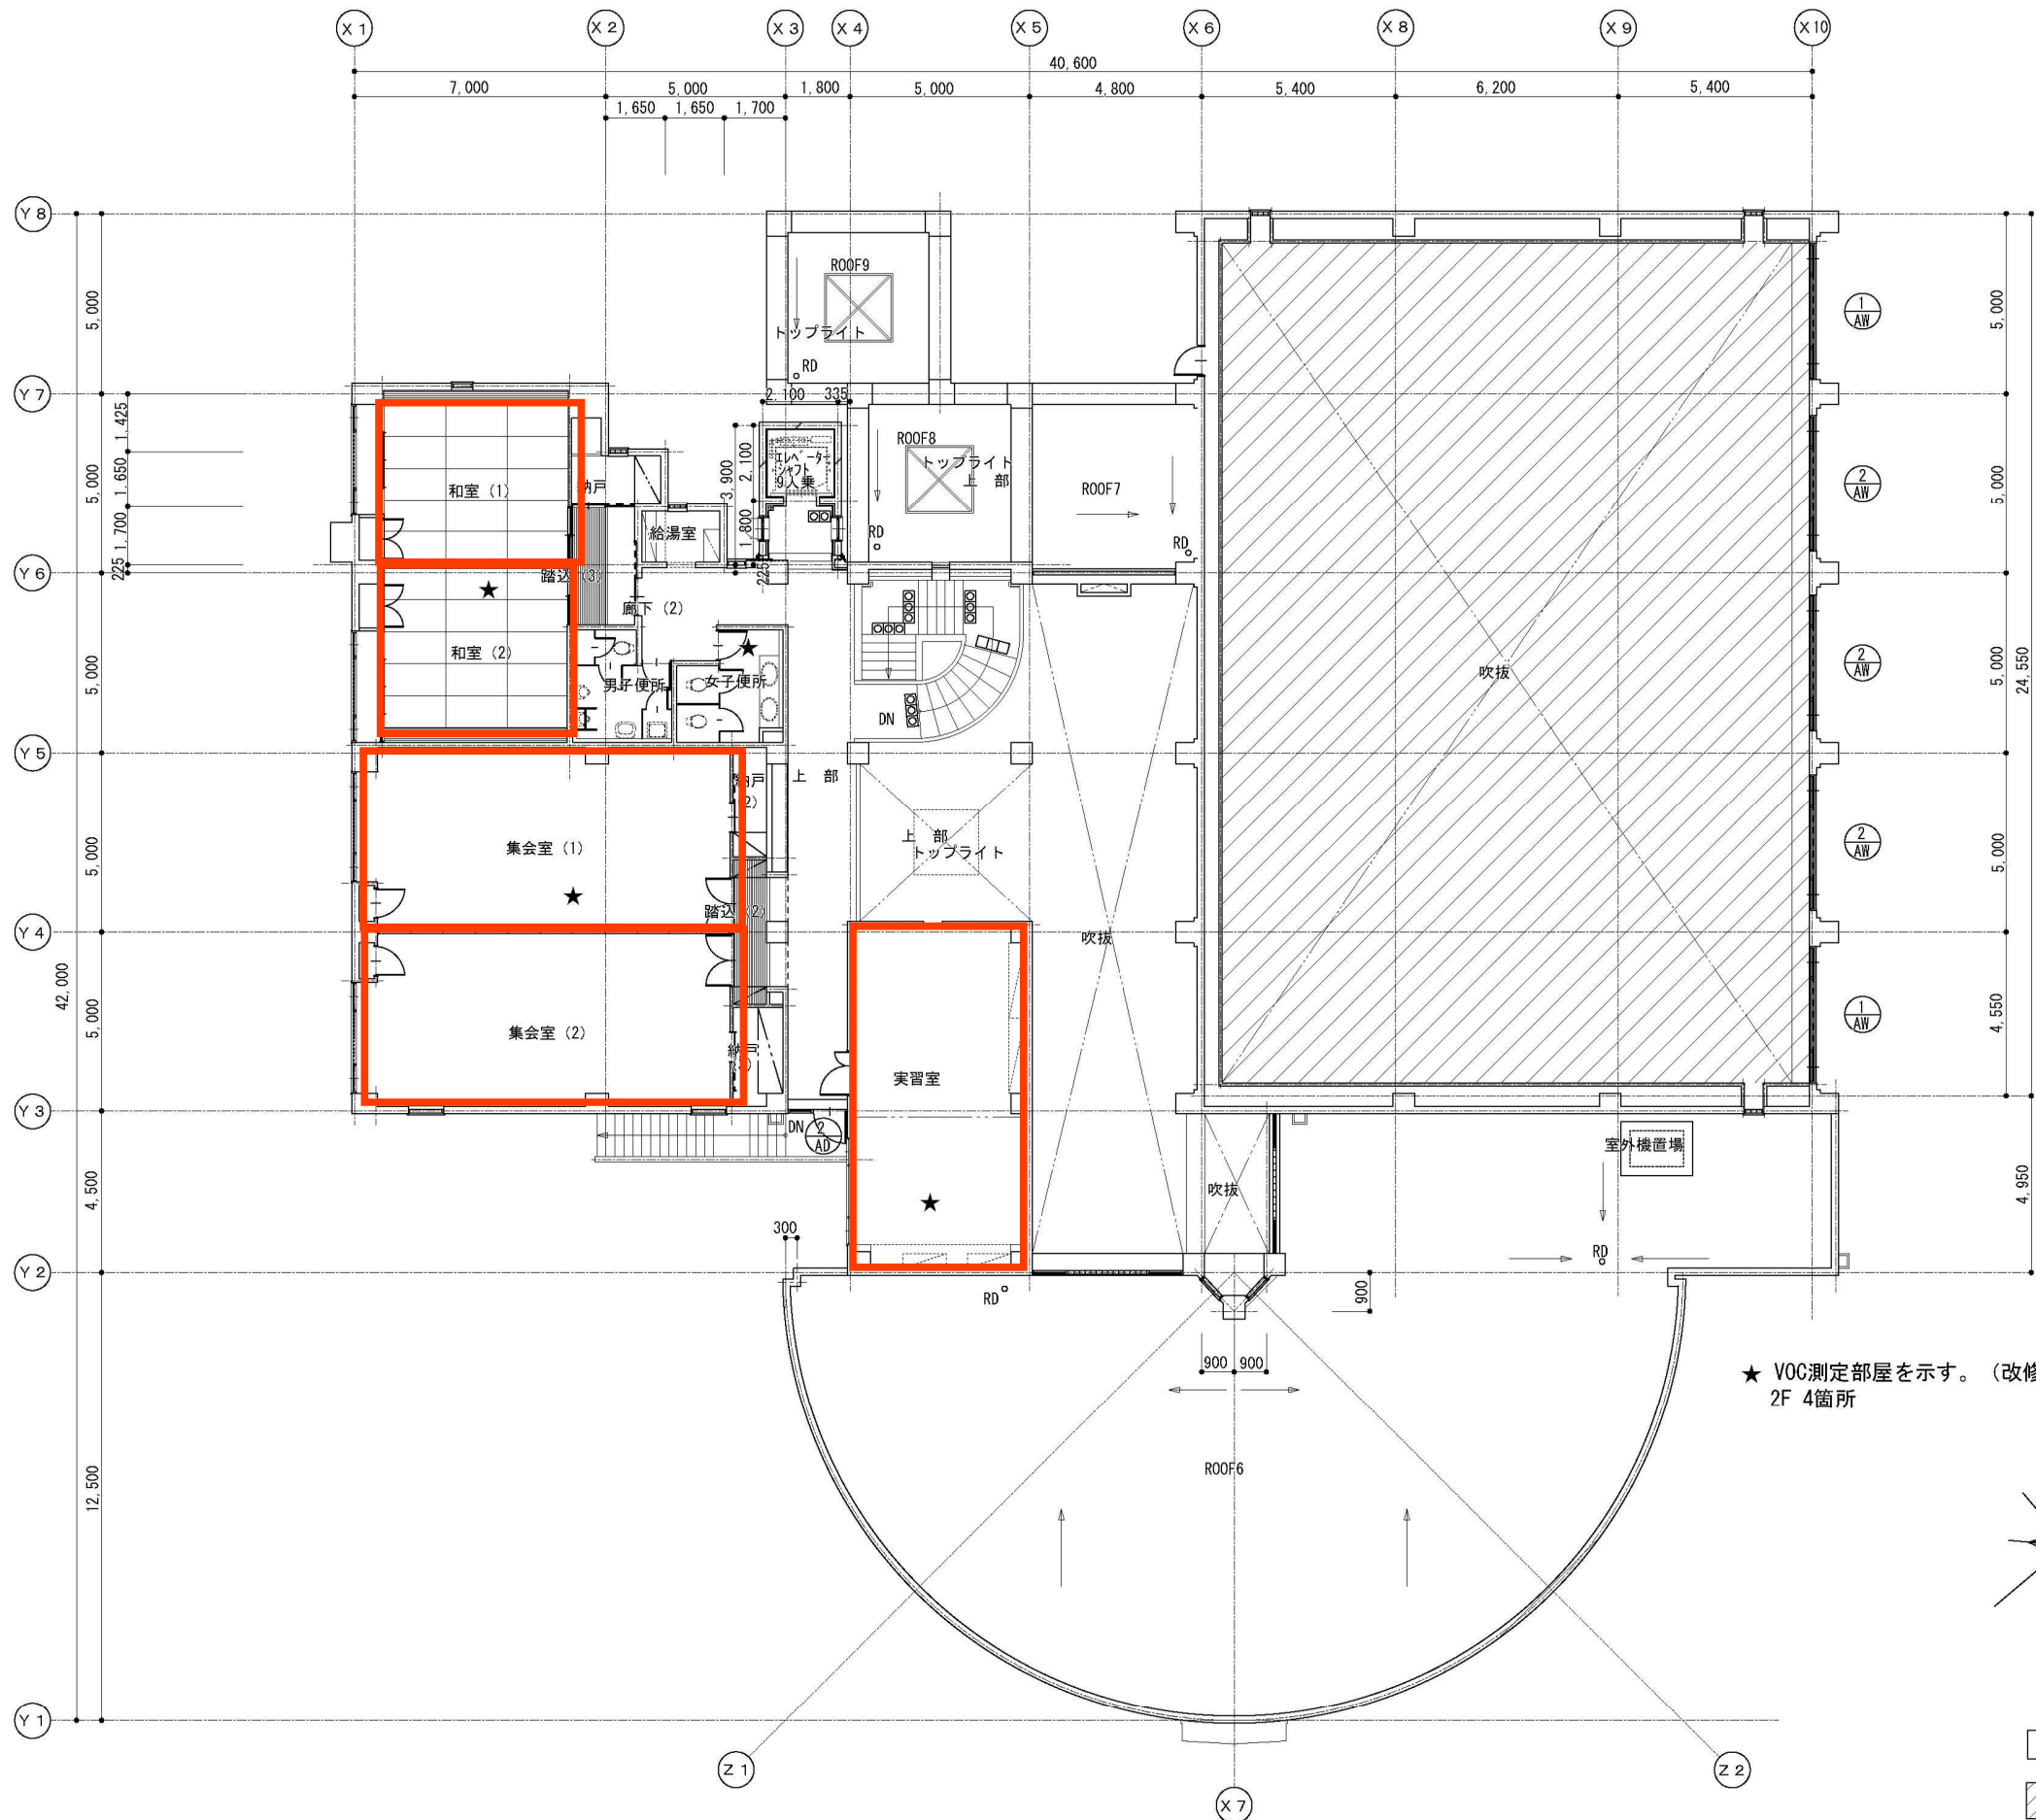 X1 X2 X3 X4 X5 X6 X8 X9 X10
40,600
7,000 5,000 1,800 5,000 4,800 5,400 6,200 5,400
1,650 1,650 1,700
Y8
ROOF9
トップライト
RD
5,000
1
AW
5,000
Y7
2,100 335
1,425
1,650
1,700
225
5,000
和室(1)
納戸
給湯室
3,900
2,100
1,800
225
エレベーター
シャフト
9人乗
ROOF8
トップライト
上 部
RD
ROOF7
RD
2
AW
5,000
Y6
踏込(3)
廊下(2)
和室(2)
男子便所
女子便所
DN
吹抜
5,000
2
AW
5,000
24,550
Y5
上 部
納戸
(2)
集会室(1)
踏込(2)
上 部
トップライト
5,000
2
AW
5,000
Y4
吹抜
42,000
5,000
集会室(2)
納戸
実習室
1
AW
4,550
Y3
DN
2
AD
室外機置場
吹抜
4,500
4,950
300
RD
Y2
RD
900
900 900
★ VOC測定部屋を示す。(改修
2F 4箇所
12,500
ROOF6
Y1
Z1
Z2
X7